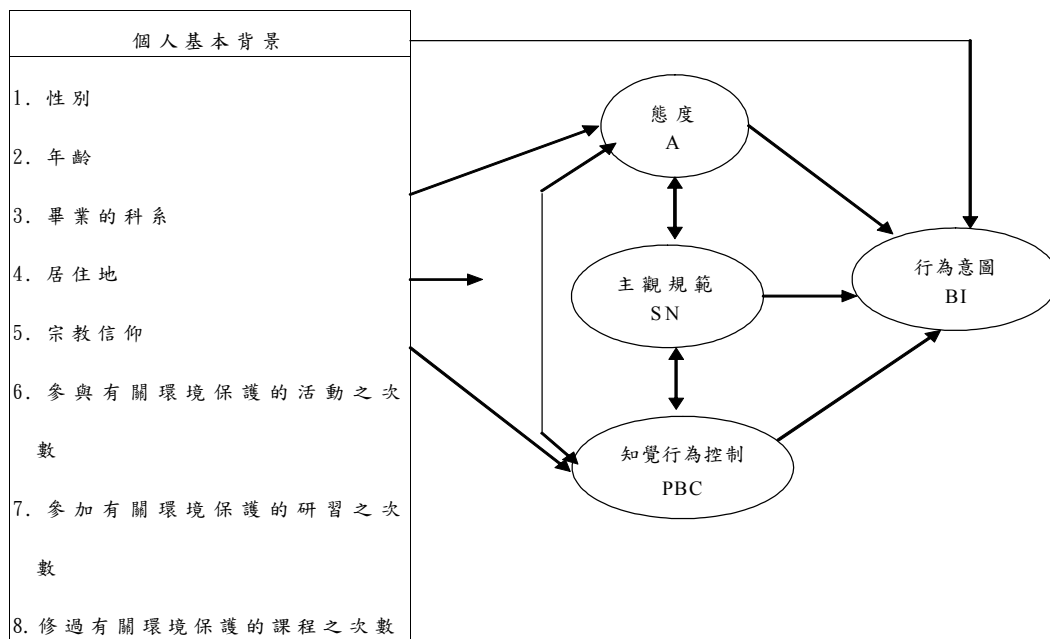 個人基本背景
1. 性別
2. 年齡
3. 畢業的科系
4. 居住地
5. 宗教信仰
6. 參與有關環境保護的活動之次
數
7. 參加有關環境保護的研習之次
數
8. 修過有關環境保護的課程之次數
態度
A
主觀規範
SN
知覺行為控制
PBC
行為意圖
BI